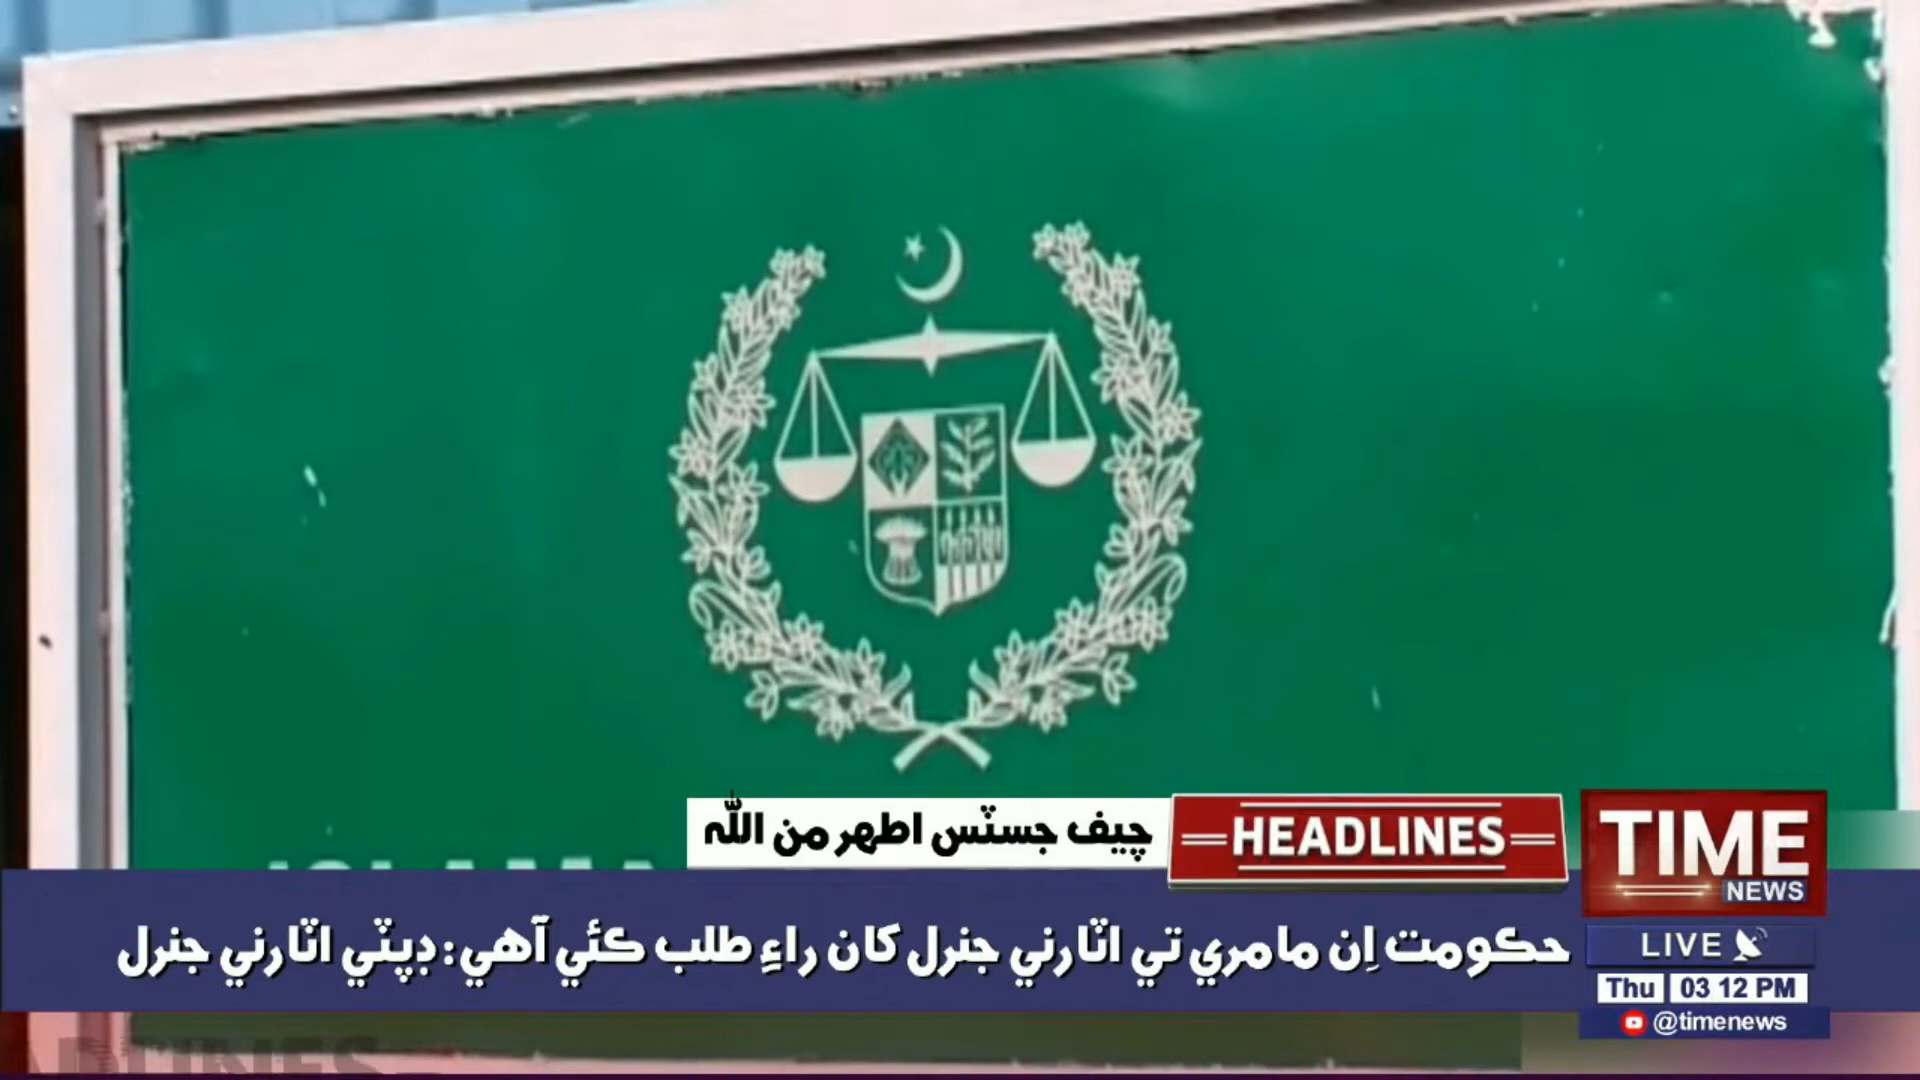 چيف جسٽس اطهر من الله
HEADLINES
TIME
NEWS
حڪومت اِن مامري تي اٽارني جنرل کان راءِ طلب ڪئي آهي: ڊپٽي اٽارني جنرل
LIVE
Thu 03 12 PM
@timenews